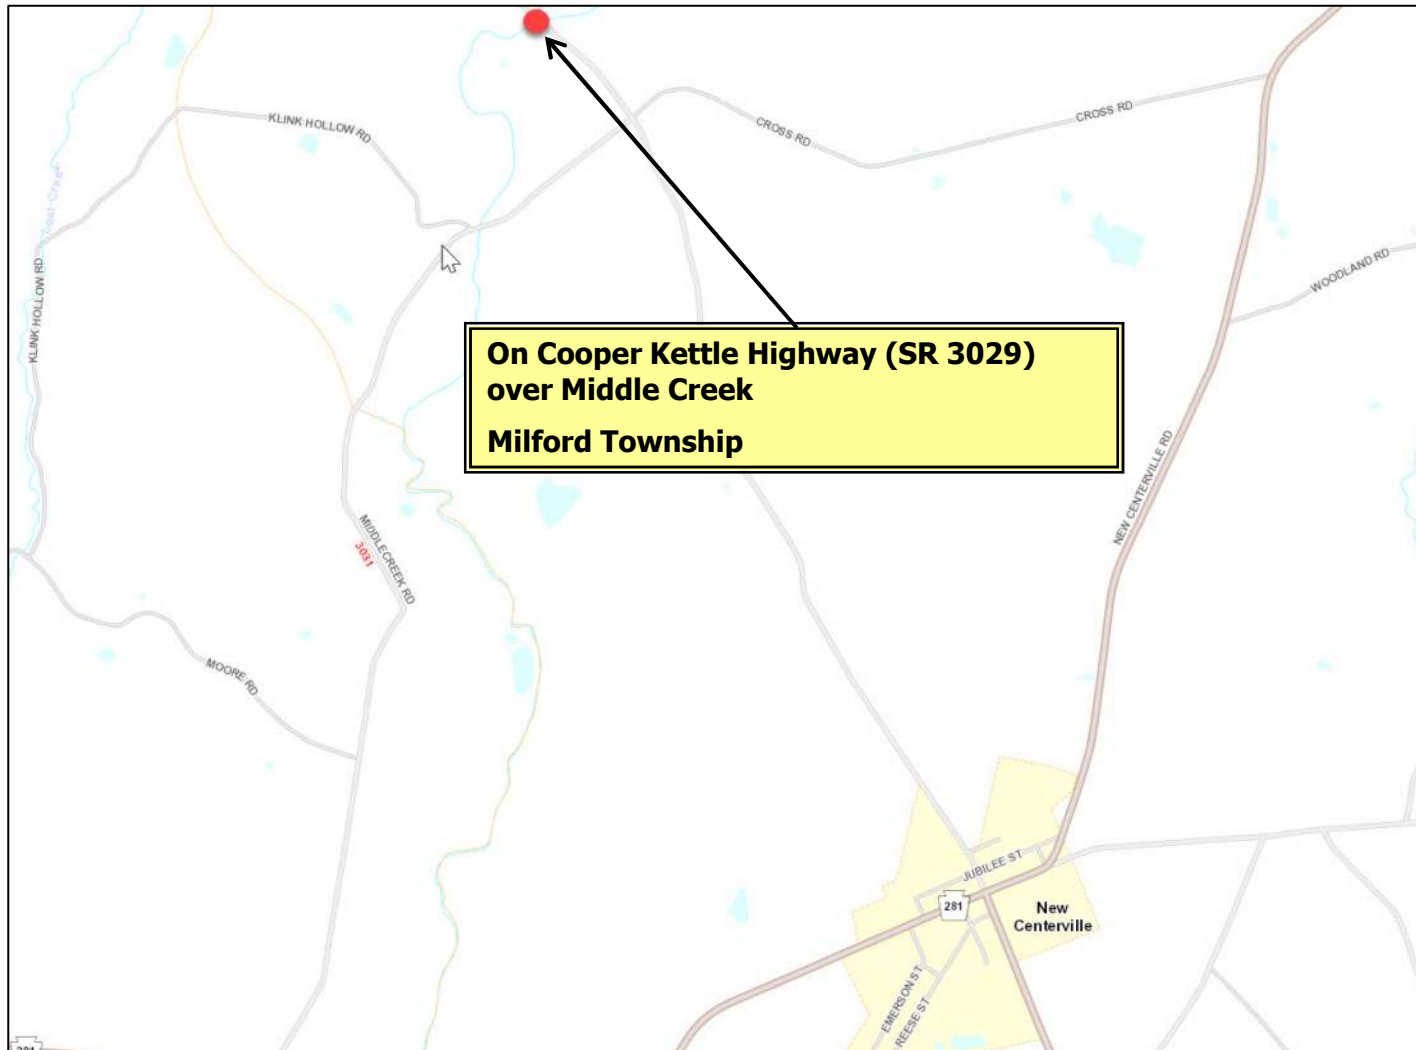 KLINK HOLLOW RD
CROSS RD
CROSS RD
KLINK HOLLOW RD
WOODLAND RD
On Cooper Kettle Highway (SR 3029)
over Middle Creek
Milford Township
NEW CENTERVILLE RD
MIDDLECREEK RD
3031
MOORE RD
JUBILEE ST
281
New
Centerville
EMERSON ST
REESE ST
281